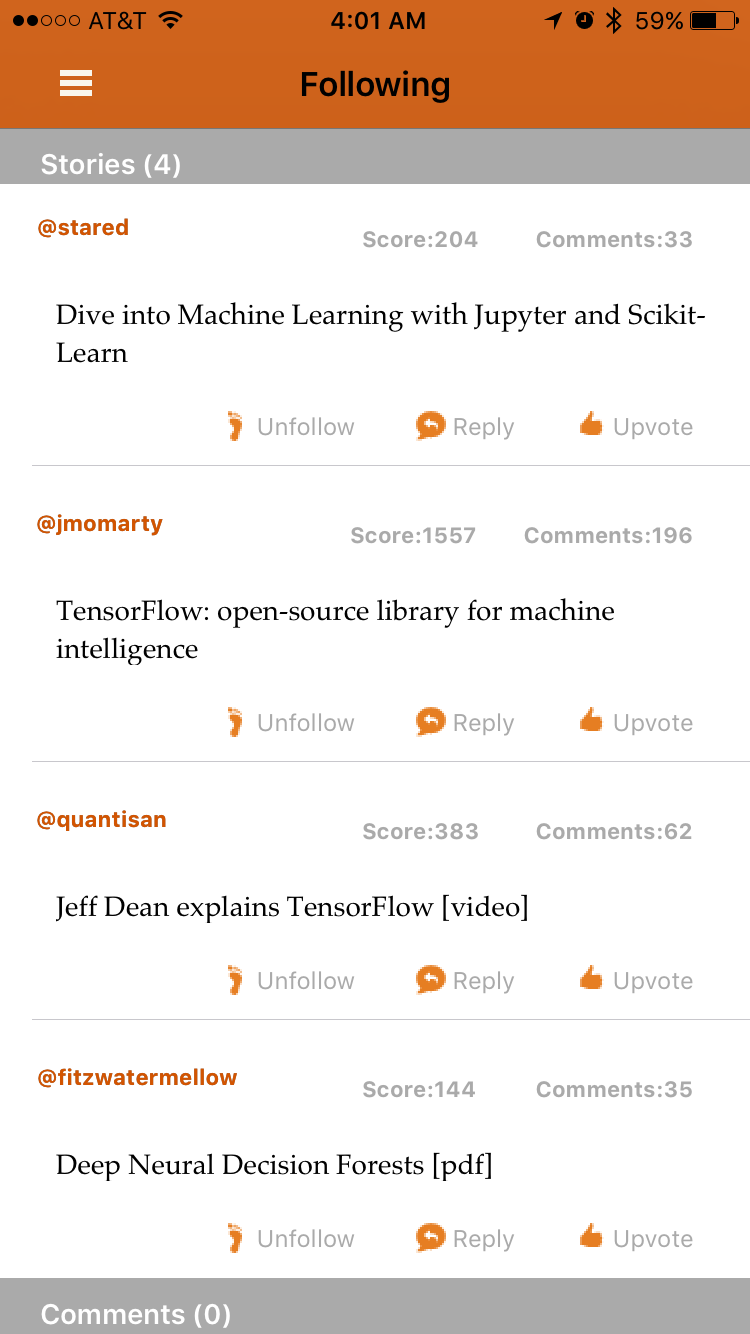 AT&T 4:01 AM 59%
Following
Stories (4)
@stared Score:204 Comments:33
Dive into Machine Learning with Jupyter and Scikit-
Learn
Unfollow Reply Upvote
@jmomarty Score:1557 Comments:196
TensorFlow: open-source library for machine
intelligence
Unfollow Reply Upvote
@quantisan Score:383 Comments:62
Jeff Dean explains TensorFlow [video]
Unfollow Reply Upvote
@fitzwatermellow Score:144 Comments:35
Deep Neural Decision Forests [pdf]
Unfollow Reply Upvote
Comments (0)